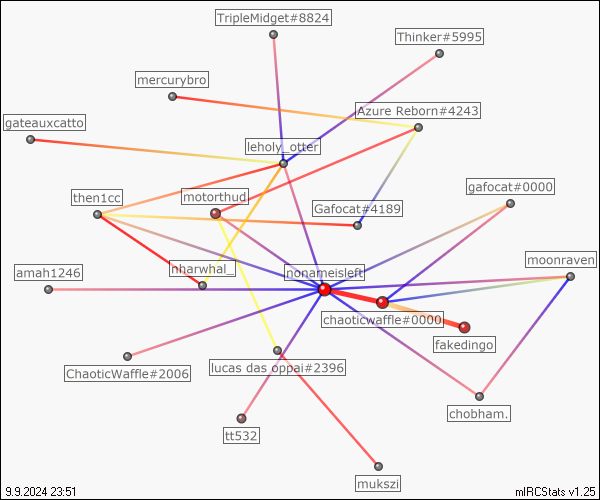 TripleMidget#8824
Thinker#5995
mercurybro
Azure Reborn#4243
gateauxcatto
leholy_otter
then1cc
motorthud
gafocat#0000
Gafocat#4189
moonraven
amah1246
nharwhal_
nonameisleft
chaoticwaffle#0000
fakedingo
ChaoticWaffle#2006
lucas das oppai#2396
chobham.
tt532
mukszi
9.9.2024 23:51
mIRCStats v1.25